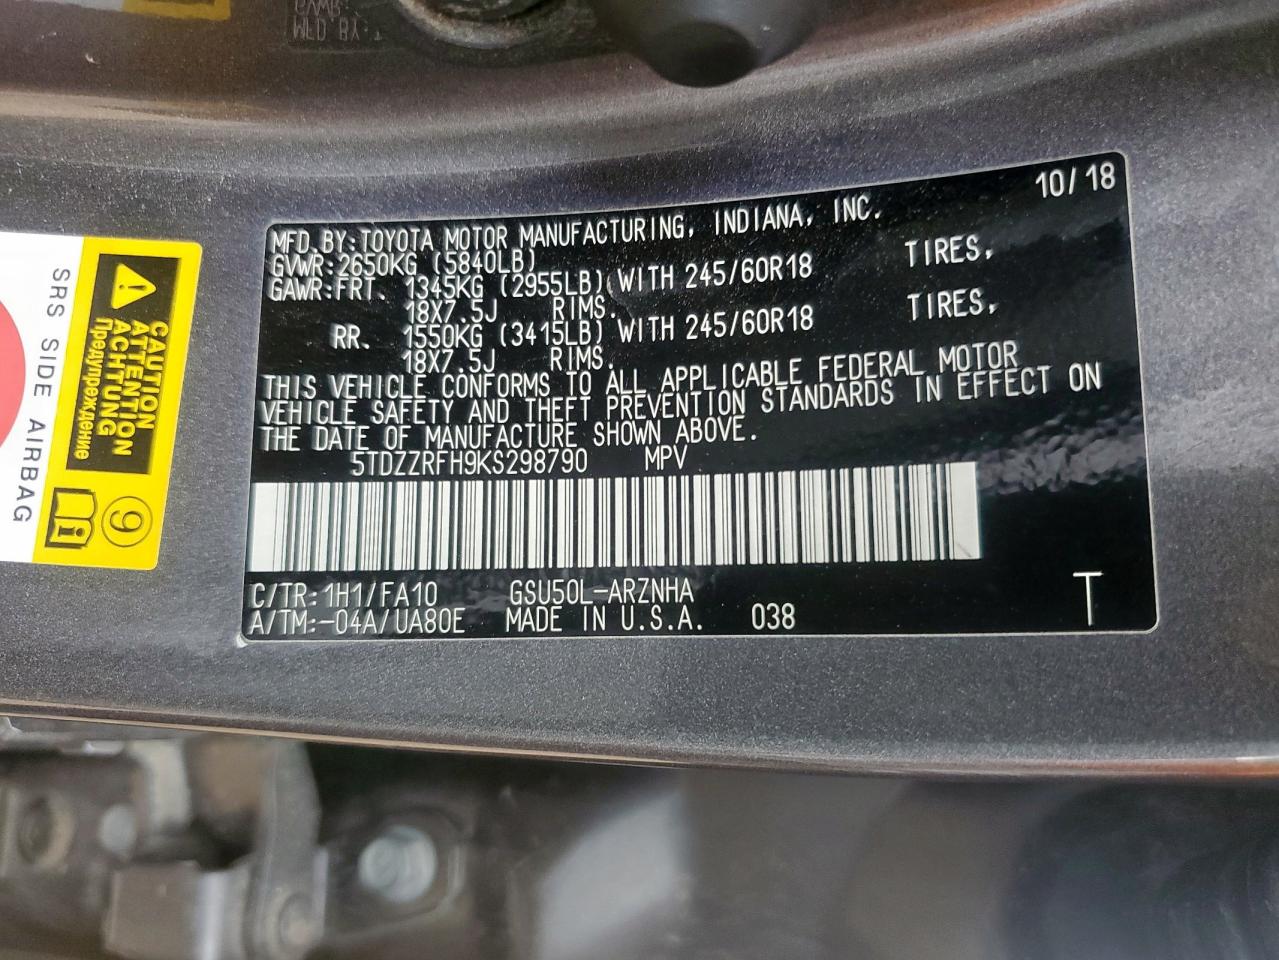 10/18
MFD.BY:TOYOTA MOTOR MANUFACTURING, INDIANA, INC.
GVWR:2650KG (5840LB)
GAWR:FRT. 1345KG (2955LB) WITH 245/60R18 TIRES,
18X7.5J RIMS.
RR. 1550KG (3415LB) WITH 245/60R18 TIRES,
18X7.5J RIMS.
THIS VEHICLE CONFORMS TO ALL APPLICABLE FEDERAL MOTOR
VEHICLE SAFETY AND THEFT PREVENTION STANDARDS IN EFFECT ON
THE DATE OF MANUFACTURE SHOWN ABOVE.
5TDZZRFH9KS298790 MPV
C/TR:1H1/FA10 GSU50L-ARZNHA
A/TM:-04A/UA80E MADE IN U.S.A. 038
T
CAUTION
ATTENTION
ACHTUNG
Предупреждение
9
SRS SIDE AIRBAG
MFD BY